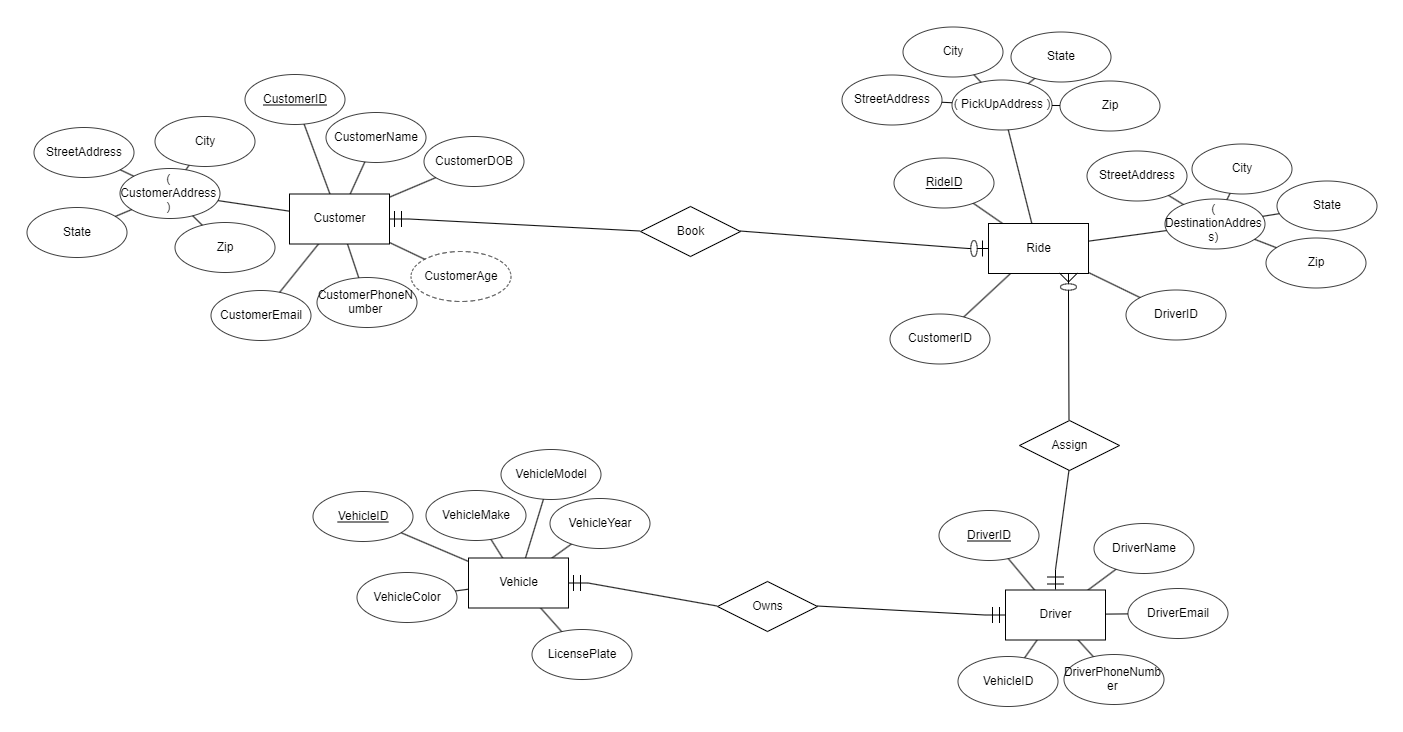 City
State
StreetAddress
( PickUpAddress )
Zip
CustomerID
CustomerName
City
StreetAddress
CustomerDOB
(
CustomerAddress
)
State
Zip
Customer
CustomerAge
CustomerPhoneN
umber
CustomerEmail
Book
RideID
StreetAddress
City
State
(
DestinationAddres
s)
Zip
Ride
DriverID
CustomerID
Assign
VehicleModel
VehicleID
VehicleMake
VehicleYear
Vehicle
VehicleColor
LicensePlate
Owns
DriverID
DriverName
Driver
DriverEmail
VehicleID
DriverPhoneNumb
er